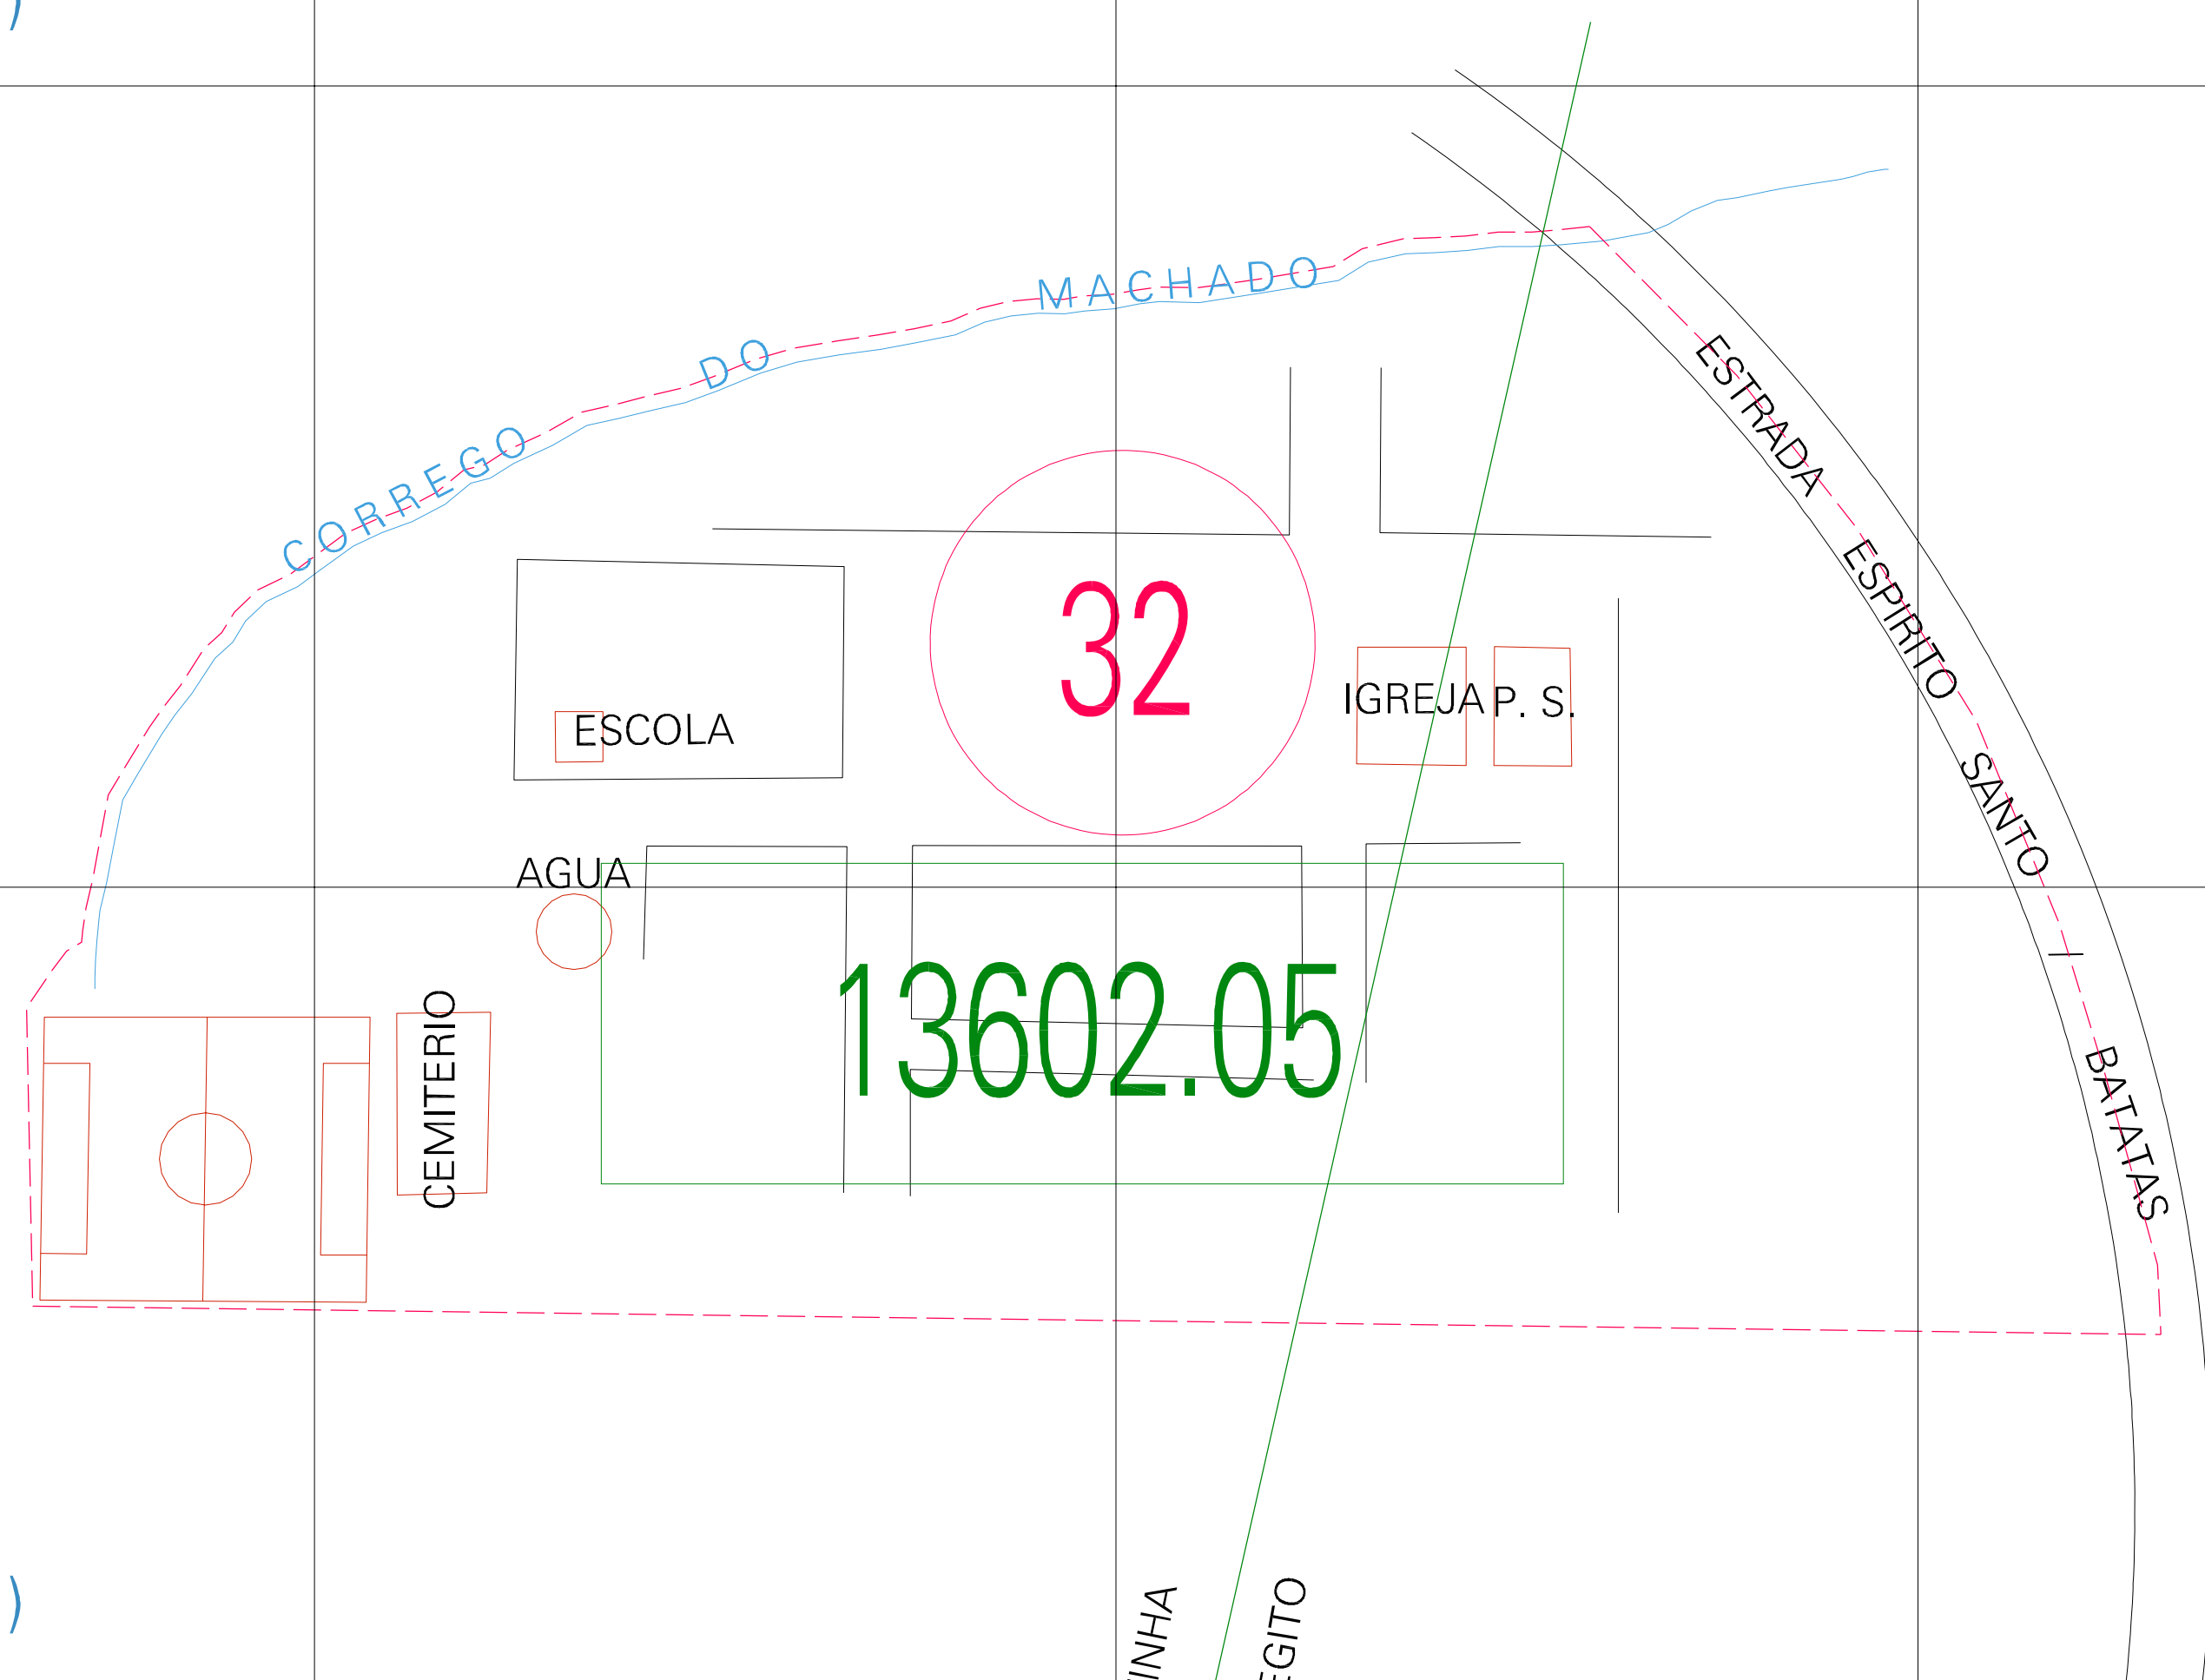 CORREGO DO MACHADO
ESTRADA ESPIRITO SANTO / BATATAS
32
IGREJA
P. S.
ESCOLA
AGUA
13602.05
CEMITERIO